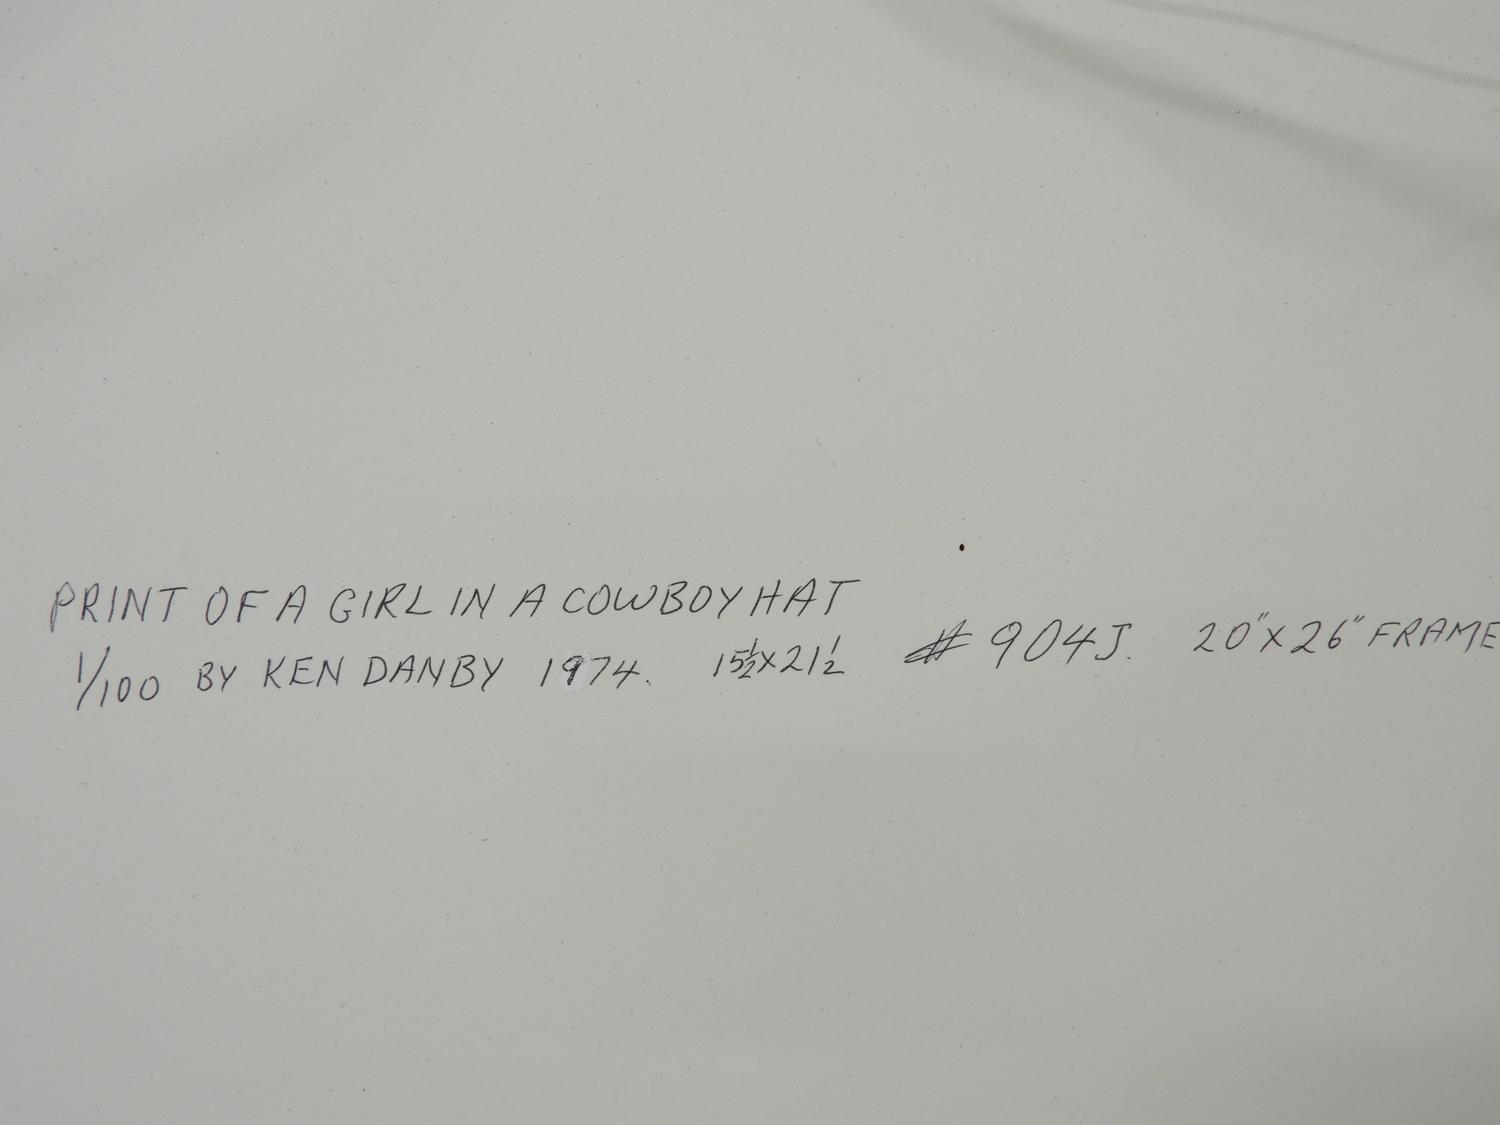 PRINT OF A GIRL IN A COWBOY HAT
1/100 BY KEN DANBY 1974. 15½X21½ # 904J. 20"X26" FRAME